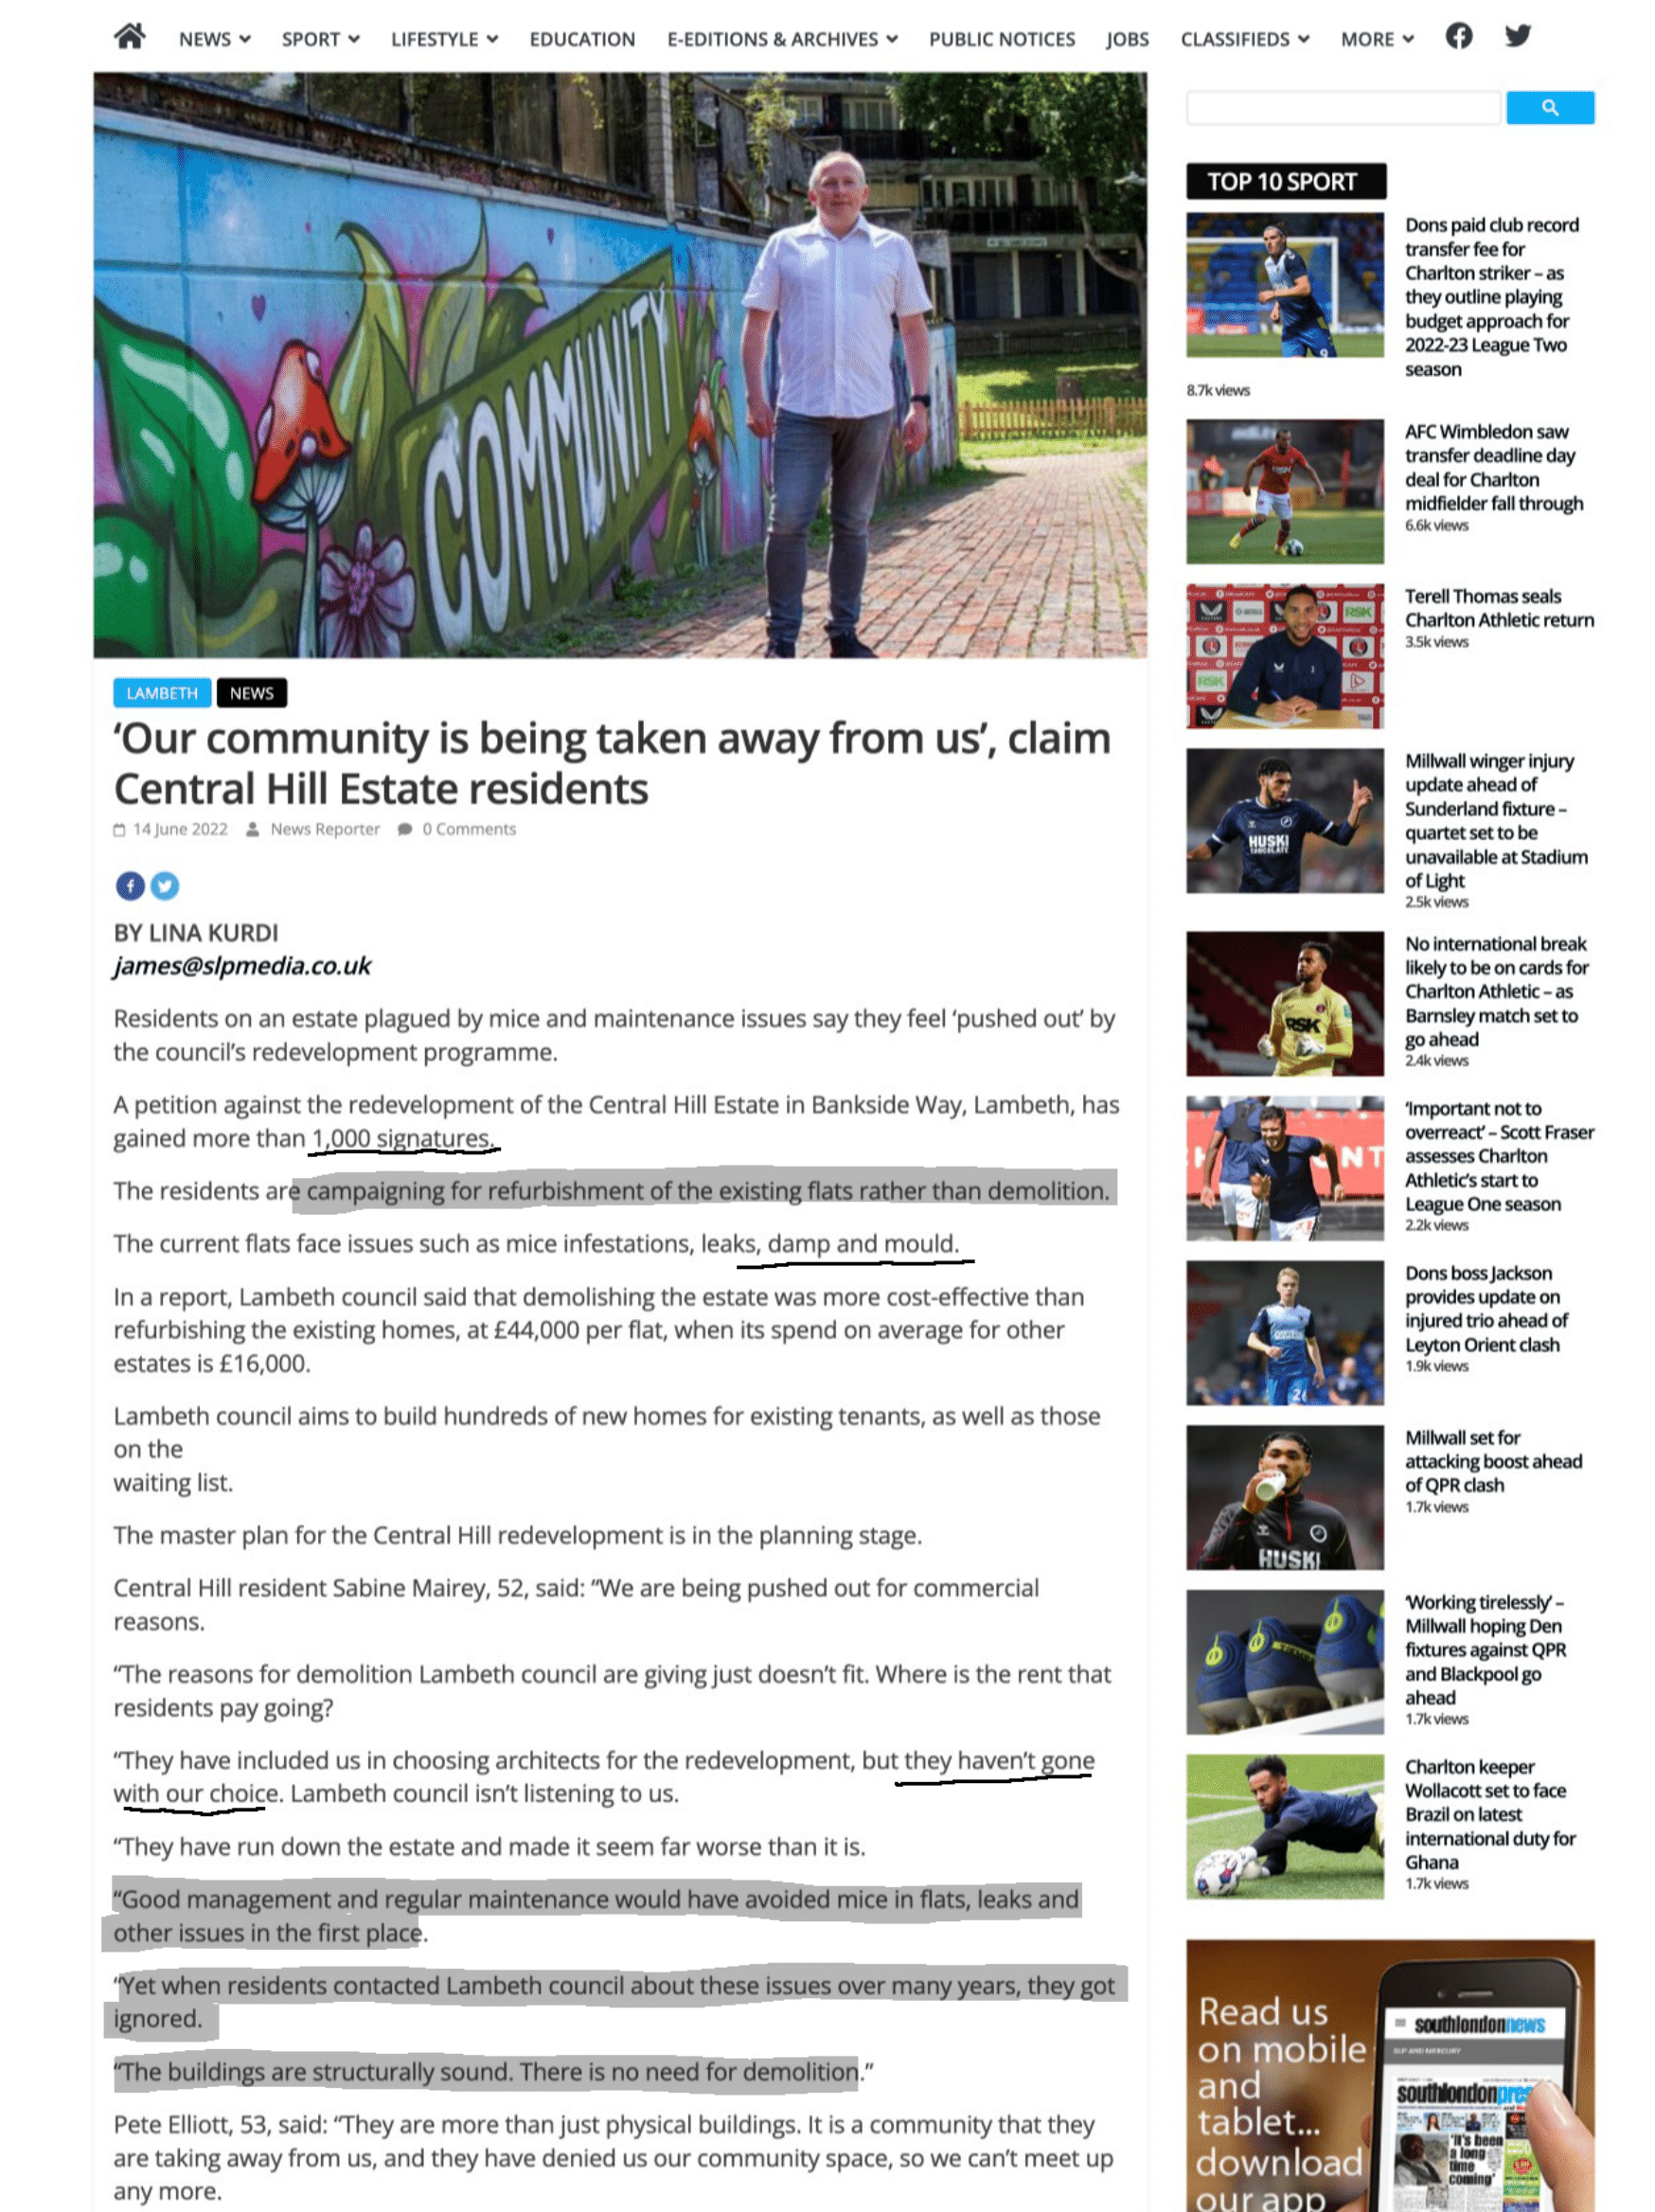 NEWS SPORT LIFESTYLE EDUCATION E-EDITIONS & ARCHIVES PUBLIC NOTICES JOBS CLASSIFIEDS MORE
COMMUNITY
LAMBETH NEWS
‘Our community is being taken away from us’, claim
Central Hill Estate residents
14 June 2022 News Reporter 0 Comments
BY LINA KURDI
james@slpmedia.co.uk
Residents on an estate plagued by mice and maintenance issues say they feel ‘pushed out’ by
the council’s redevelopment programme.
A petition against the redevelopment of the Central Hill Estate in Bankside Way, Lambeth, has
gained more than 1,000 signatures.
The residents are campaigning for refurbishment of the existing flats rather than demolition.
The current flats face issues such as mice infestations, leaks, damp and mould.
In a report, Lambeth council said that demolishing the estate was more cost-effective than
refurbishing the existing homes, at £44,000 per flat, when its spend on average for other
estates is £16,000.
Lambeth council aims to build hundreds of new homes for existing tenants, as well as those
on the
waiting list.
The master plan for the Central Hill redevelopment is in the planning stage.
Central Hill resident Sabine Mairey, 52, said: “We are being pushed out for commercial
reasons.
“The reasons for demolition Lambeth council are giving just doesn’t fit. Where is the rent that
residents pay going?
“They have included us in choosing architects for the redevelopment, but they haven’t gone
with our choice. Lambeth council isn’t listening to us.
“They have run down the estate and made it seem far worse than it is.
“Good management and regular maintenance would have avoided mice in flats, leaks and
other issues in the first place.
“Yet when residents contacted Lambeth council about these issues over many years, they got
ignored.
“The buildings are structurally sound. There is no need for demolition.”
Pete Elliott, 53, said: “They are more than just physical buildings. It is a community that they
are taking away from us, and they have denied us our community space, so we can’t meet up
any more.
TOP 10 SPORT
Dons paid club record
transfer fee for
Charlton striker – as
they outline playing
budget approach for
2022-23 League Two
season
8.7k views
AFC Wimbledon saw
transfer deadline day
deal for Charlton
midfielder fall through
6.6k views
Terell Thomas seals
Charlton Athletic return
3.5k views
RSK
RSK
Millwall winger injury
update ahead of
Sunderland fixture –
quartet set to be
unavailable at Stadium
of Light
2.5k views
HUSKI
CHOCOLATE
No international break
likely to be on cards for
Charlton Athletic – as
Barnsley match set to
go ahead
2.4k views
RSK
‘Important not to
overreact’ – Scott Fraser
assesses Charlton
Athletic’s start to
League One season
2.2k views
Dons boss Jackson
provides update on
injured trio ahead of
Leyton Orient clash
1.9k views
Millwall set for
attacking boost ahead
of QPR clash
1.7k views
HUSKI
‘Working tirelessly’ –
Millwall hoping Den
fixtures against QPR
and Blackpool go
ahead
1.7k views
Charlton keeper
Wollacott set to face
Brazil on latest
international duty for
Ghana
1.7k views
Read us
on mobile
and
tablet...
download
our app
southlondonnews
SLP AND MERCURY
southlondonpres
'It's been
a long
time
coming'